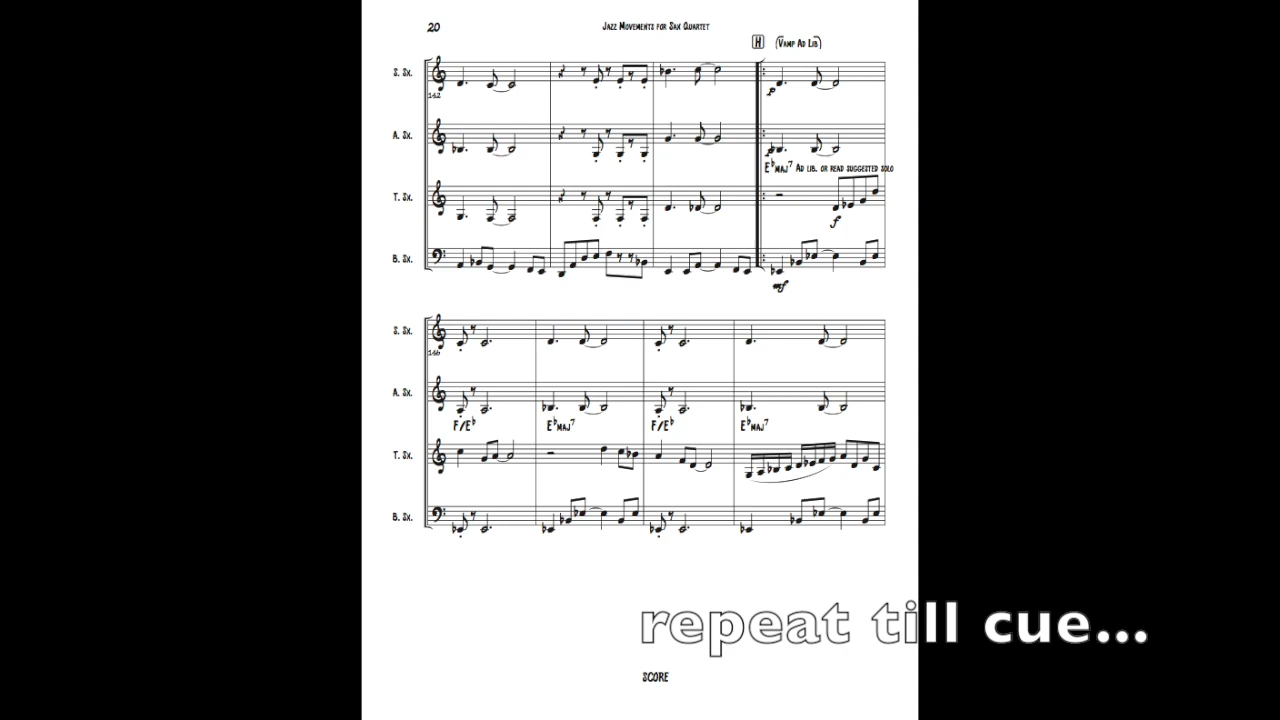 20
Jazz Movements for Sax Quartet
H (Vamp Ad Lib)
S. Sx.
142
p
A. Sx.
p
E♭maj7 Ad lib. or read suggested solo
T. Sx.
f
B. Sx.
mf
S. Sx.
146
A. Sx.
F/E♭ E♭maj7 F/E♭ E♭maj7
T. Sx.
B. Sx.
repeat till cue...
SCORE